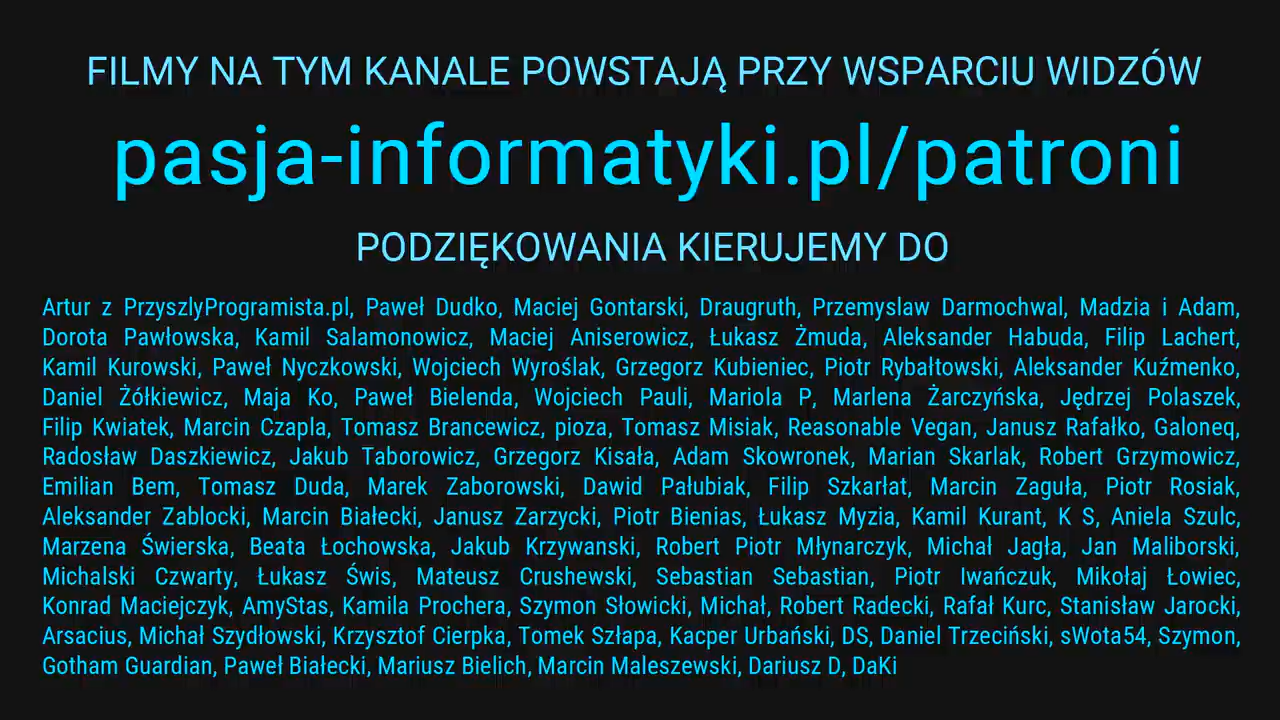 FILMY NA TYM KANALE POWSTAJĄ PRZY WSPARCIU WIDZÓW
pasja-informatyki.pl/patroni
PODZIĘKOWANIA KIERUJEMY DO
Artur z PrzyszlyProgramista.pl, Paweł Dudko, Maciej Gontarski, Draugruth, Przemyslaw Darmochwal, Madzia i Adam,
Dorota Pawłowska, Kamil Salamonowicz, Maciej Aniserowicz, Łukasz Żmuda, Aleksander Habuda, Filip Lachert,
Kamil Kurowski, Paweł Nyczkowski, Wojciech Wyroślak, Grzegorz Kubieniec, Piotr Rybałtowski, Aleksander Kuźmenko,
Daniel Żółkiewicz, Maja Ko, Paweł Bielenda, Wojciech Pauli, Mariola P, Marlena Żarczyńska, Jędrzej Polaszek,
Filip Kwiatek, Marcin Czapla, Tomasz Brancewicz, pioza, Tomasz Misiak, Reasonable Vegan, Janusz Rafałko, Galoneq,
Radosław Daszkiewicz, Jakub Taborowicz, Grzegorz Kisała, Adam Skowronek, Marian Skarlak, Robert Grzymowicz,
Emilian Bem, Tomasz Duda, Marek Zaborowski, Dawid Pałubiak, Filip Szkarłat, Marcin Zaguła, Piotr Rosiak,
Aleksander Zablocki, Marcin Białecki, Janusz Zarzycki, Piotr Bienias, Łukasz Myzia, Kamil Kurant, K S, Aniela Szulc,
Marzena Świerska, Beata Łochowska, Jakub Krzywanski, Robert Piotr Młynarczyk, Michał Jagła, Jan Maliborski,
Michalski Czwarty, Łukasz Świs, Mateusz Crushewski, Sebastian Sebastian, Piotr Iwańczuk, Mikołaj Łowiec,
Konrad Maciejczyk, AmyStas, Kamila Prochera, Szymon Słowicki, Michał, Robert Radecki, Rafał Kurc, Stanisław Jarocki,
Arsacius, Michał Szydłowski, Krzysztof Cierpka, Tomek Szłapa, Kacper Urbański, DS, Daniel Trzeciński, sWota54, Szymon,
Gotham Guardian, Paweł Białecki, Mariusz Bielich, Marcin Maleszewski, Dariusz D, DaKi